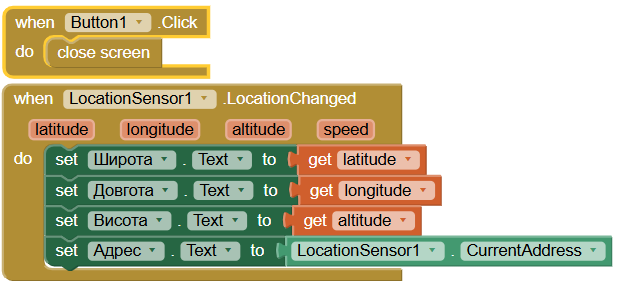 when Button1 .Click
do close screen
when LocationSensor1 .LocationChanged
latitude longitude altitude speed
do set Широта . Text to get latitude
set Довгота . Text to get longitude
set Висота . Text to get altitude
set Адрес . Text to LocationSensor1 . CurrentAddress